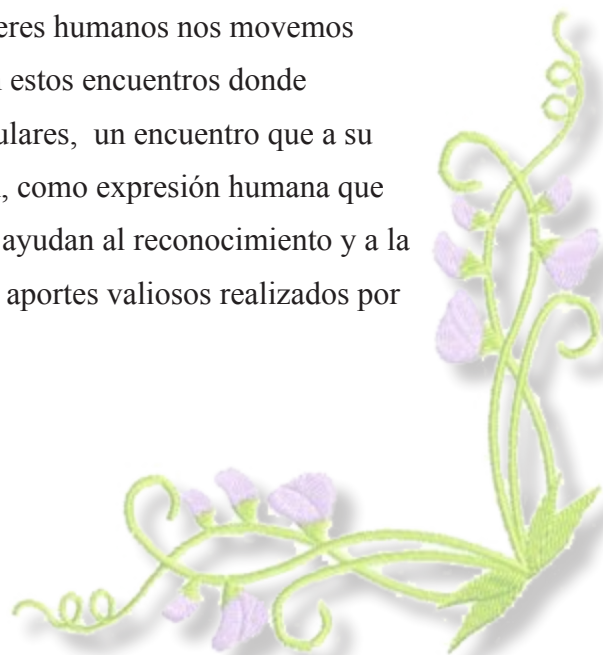 eres humanos nos movemos
estos encuentros donde
ulares, un encuentro que a su
, como expresión humana que
ayudan al reconocimiento y a la
aportes valiosos realizados por